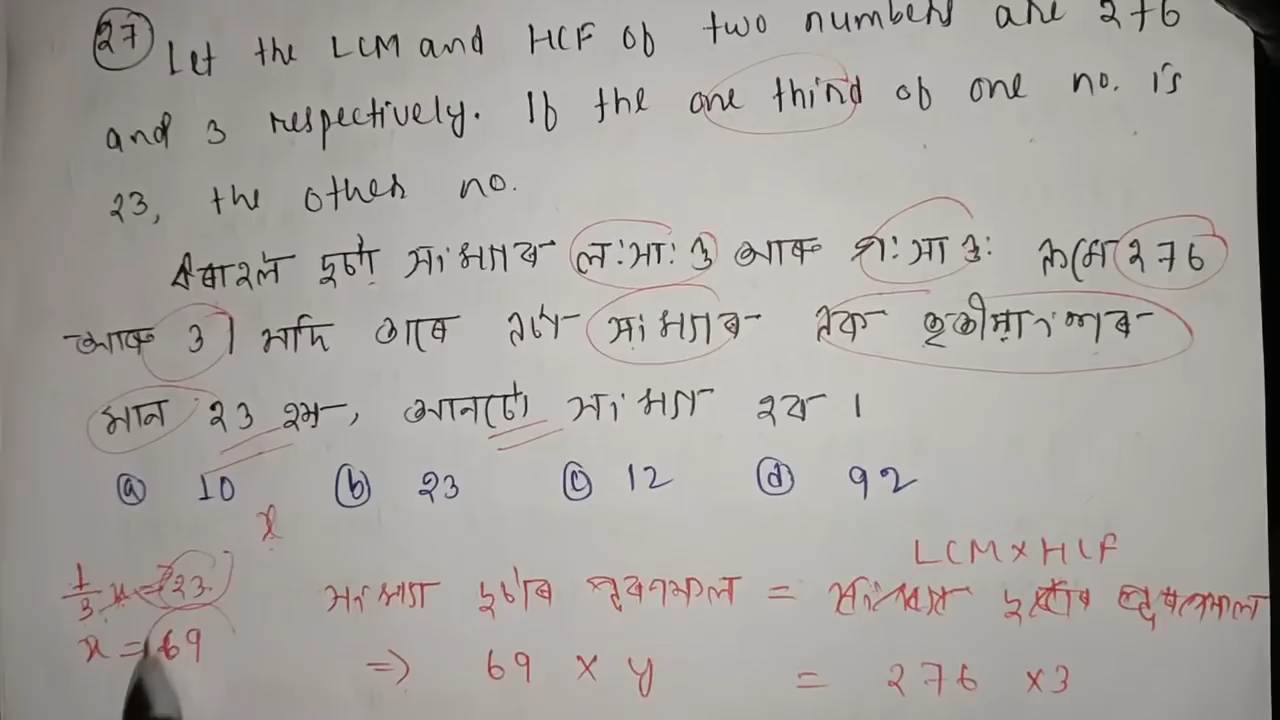 27 Let the LCM and HCF of two numbers are 276
and 3 respectively. If the one third of one no. is
23, the other no.
ধৰাহল দুটা সংখ্যাৰ ল:সা:গু আৰু গ:সা:গু: ক্ৰমে 276
আৰু 3। যদি তাৰে এটা সংখ্যাৰ এক তৃতীয়াংশৰ
মান 23 হয়, আনটো সংখ্যা হব।
(a) 10 (b) 23 (c) 12 (d) 92
x
LCM x HCF
1/3 x = 23
সংখ্যা দুটাৰ পূৰণফল =
x = 69
=> 69 x y = 276 x 3